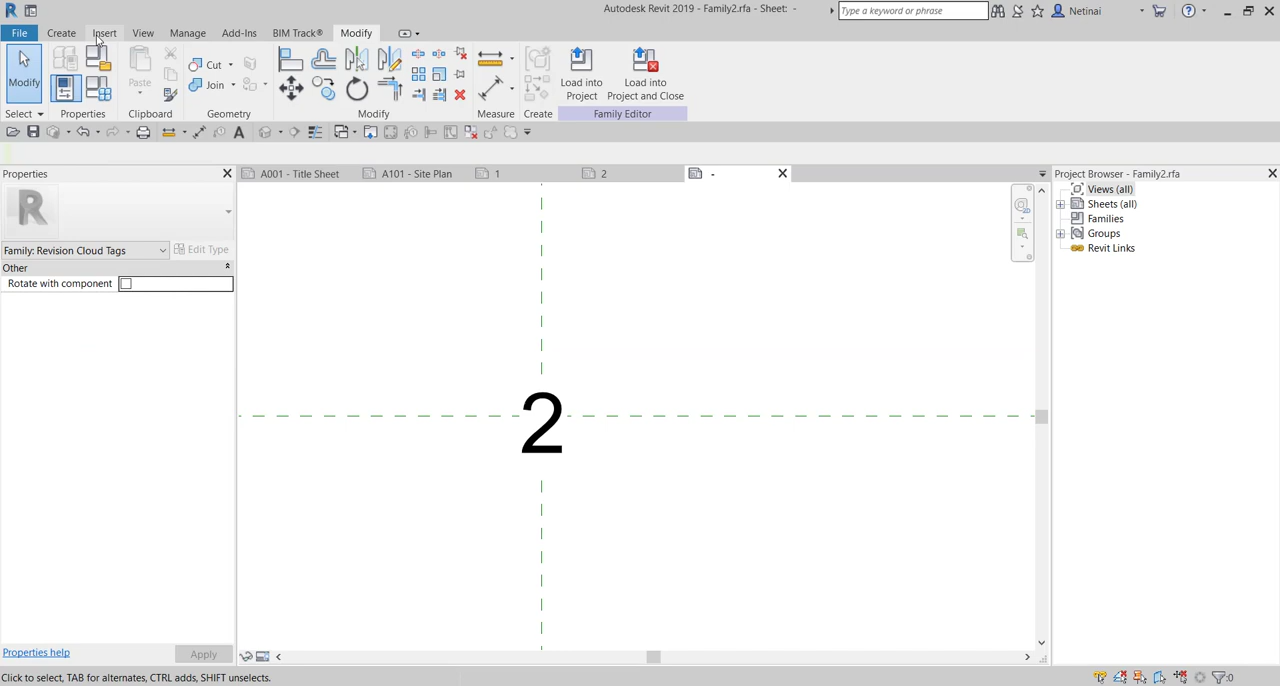 Autodesk Revit 2019 - Family2.rfa - Sheet: -
Type a keyword or phrase
Netinai
File Create Insert View Manage Add-Ins BIM Track® Modify
Modify
Paste
Cut
Join
Load into Project
Load into Project and Close
Select Properties Clipboard Geometry Modify Measure Create Family Editor
Properties
A001 - Title Sheet
A101 - Site Plan
1
2
-
Project Browser - Family2.rfa
Family: Revision Cloud Tags
Edit Type
Other
Rotate with component
Views (all)
Sheets (all)
Families
Groups
Revit Links
2
Properties help
Apply
Click to select, TAB for alternates, CTRL adds, SHIFT unselects.
:0